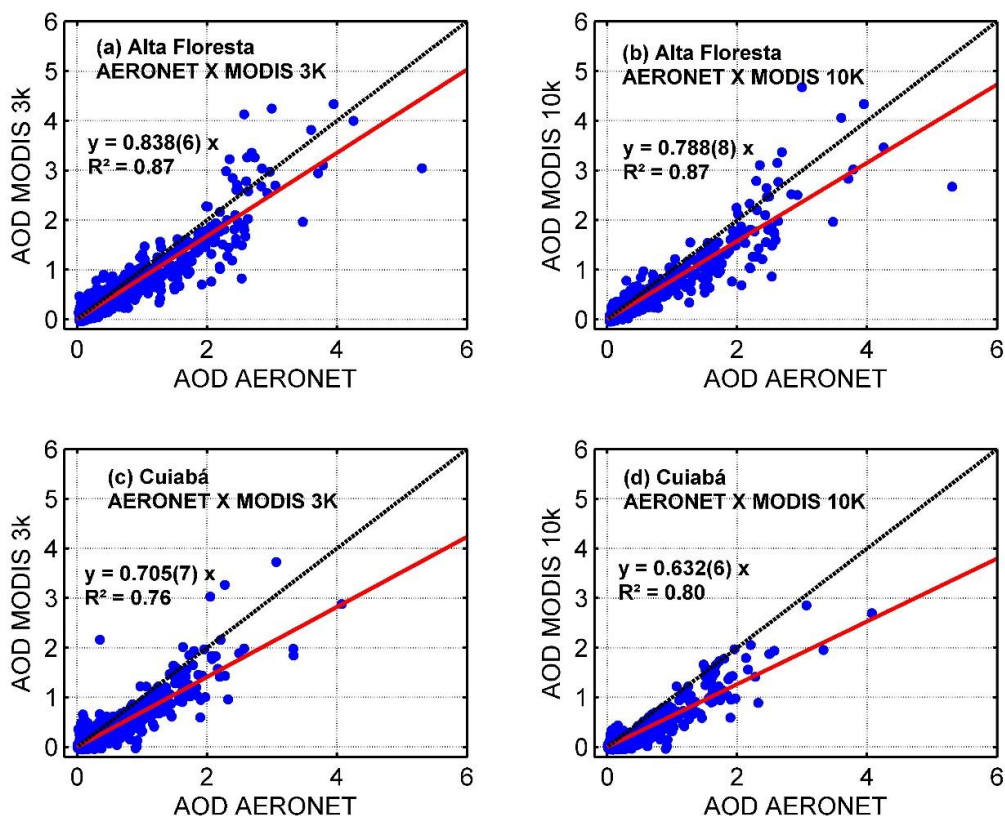 (a) Alta Floresta
AERONET X MODIS 3K
y = 0.838(6) x
R² = 0.87
AOD MODIS 3k
6
5
4
3
2
1
0
0 2 4 6
AOD AERONET
(b) Alta Floresta
AERONET X MODIS 10K
y = 0.788(8) x
R² = 0.87
AOD MODIS 10k
6
5
4
3
2
1
0
0 2 4 6
AOD AERONET
(c) Cuiabá
AERONET X MODIS 3K
y = 0.705(7) x
R² = 0.76
AOD MODIS 3k
6
5
4
3
2
1
0
0 2 4 6
AOD AERONET
(d) Cuiabá
AERONET X MODIS 10K
y = 0.632(6) x
R² = 0.80
AOD MODIS 10k
6
5
4
3
2
1
0
0 2 4 6
AOD AERONET